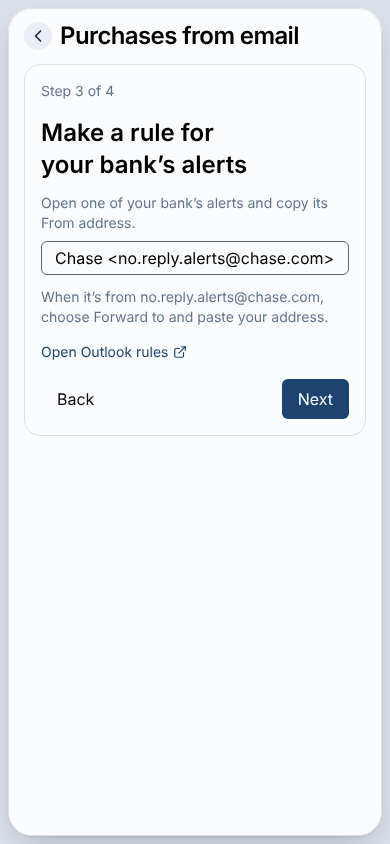 Purchases from email
Step 3 of 4
Make a rule for
your bank’s alerts
Open one of your bank’s alerts and copy its
From address.
Chase <no.reply.alerts@chase.com>
When it’s from no.reply.alerts@chase.com,
choose Forward to and paste your address.
Open Outlook rules
Back
Next